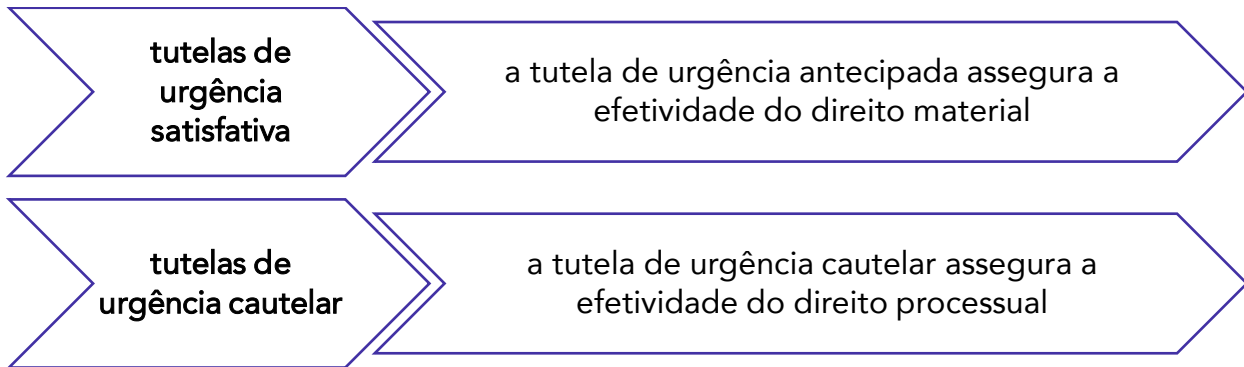 tutelas de
urgência
satisfativa
a tutela de urgência antecipada assegura a
efetividade do direito material
tutelas de
urgência cautelar
a tutela de urgência cautelar assegura a
efetividade do direito processual